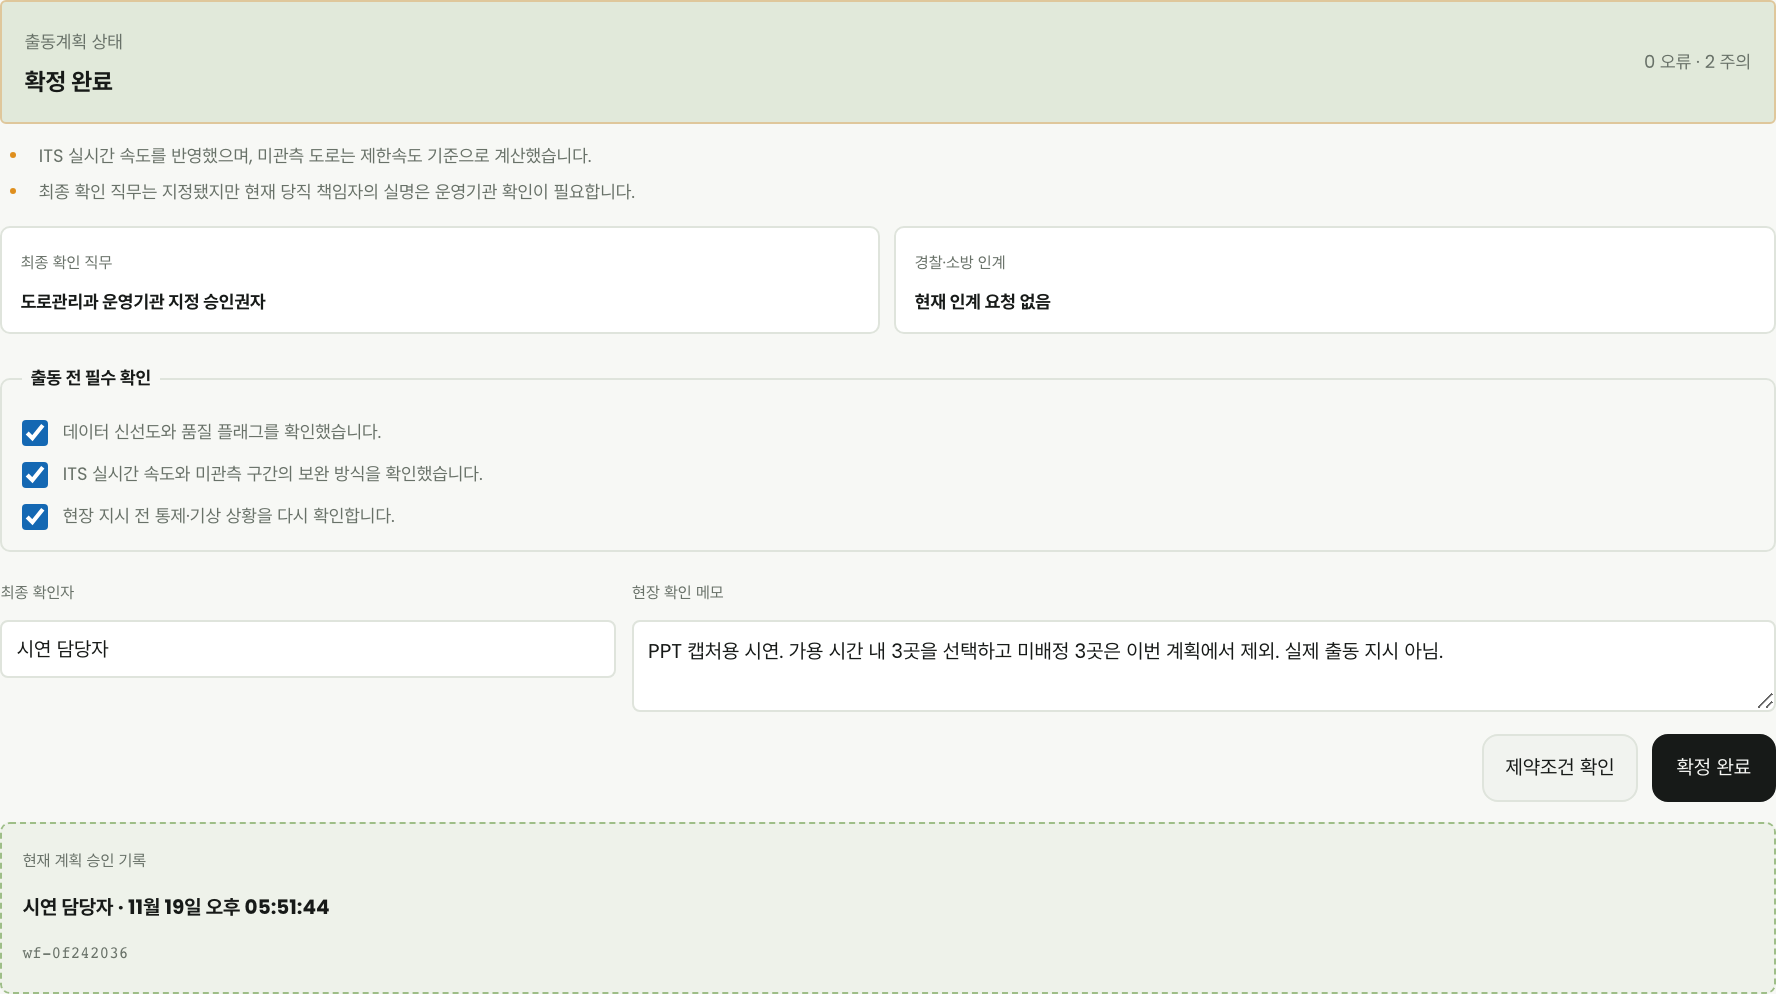 출동계획 상태
확정 완료
0 오류 · 2 주의
ITS 실시간 속도를 반영했으며, 미관측 도로는 제한속도 기준으로 계산했습니다.
최종 확인 직무는 지정됐지만 현재 당직 책임자의 실명은 운영기관 확인이 필요합니다.
최종 확인 직무
도로관리과 운영기관 지정 승인권자
경찰·소방 인계
현재 인계 요청 없음
출동 전 필수 확인
데이터 신선도와 품질 플래그를 확인했습니다.
ITS 실시간 속도와 미관측 구간의 보완 방식을 확인했습니다.
현장 지시 전 통제·기상 상황을 다시 확인합니다.
최종 확인자
시연 담당자
현장 확인 메모
PPT 캡처용 시연. 가용 시간 내 3곳을 선택하고 미배정 3곳은 이번 계획에서 제외. 실제 출동 지시 아님.
제약조건 확인
확정 완료
현재 계획 승인 기록
시연 담당자 · 11월 19일 오후 05:51:44
wf-0f242036